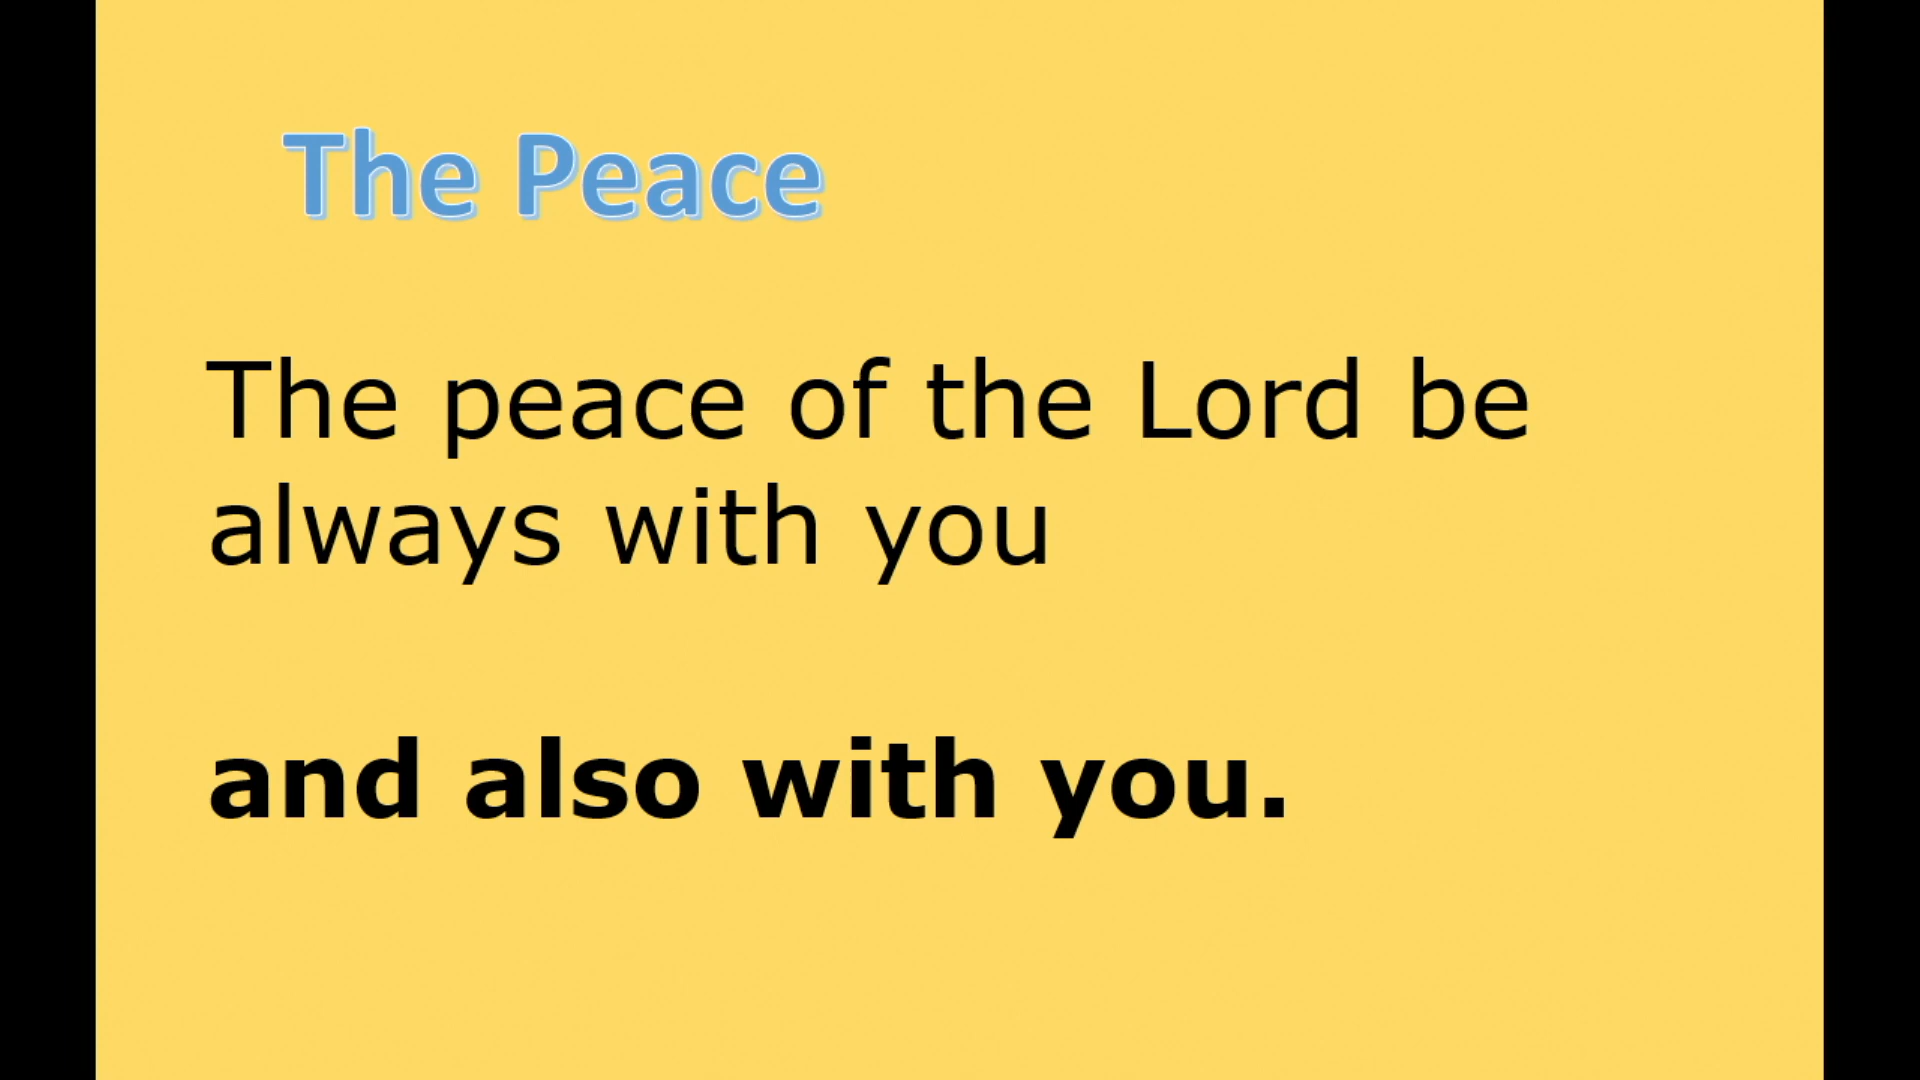 The Peace
The peace of the Lord be
always with you
and also with you.